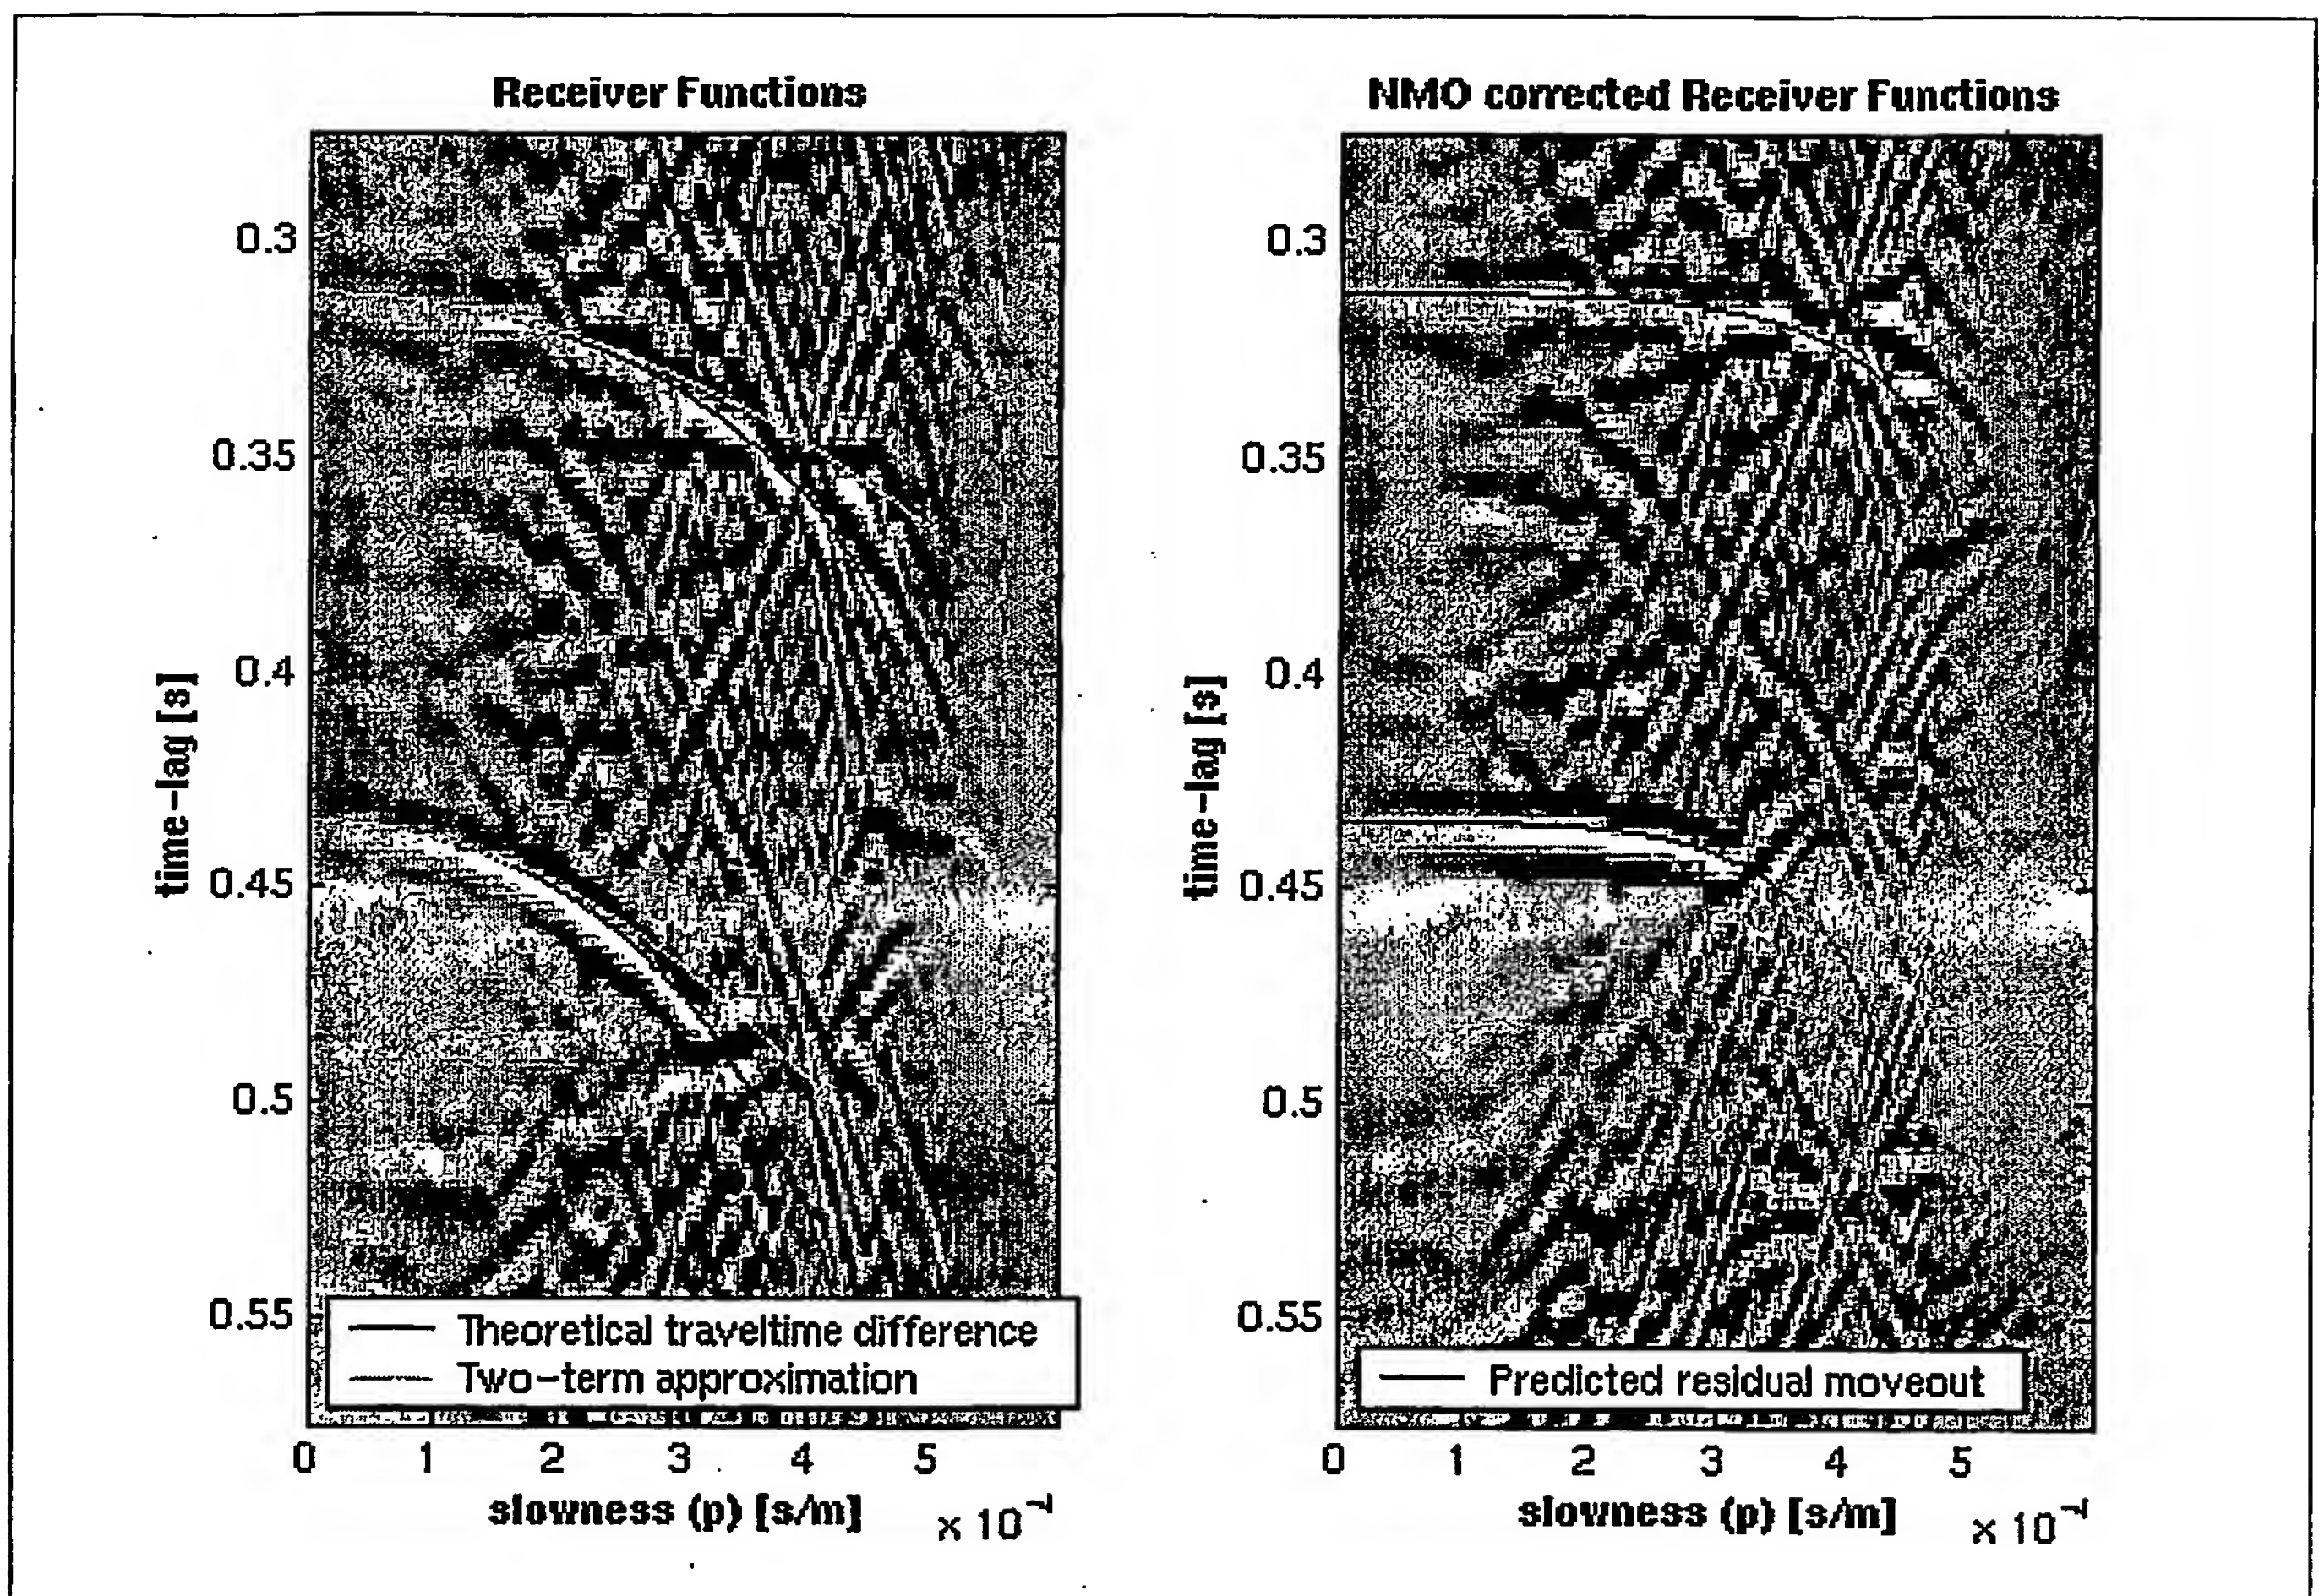 Receiver Functions
0.3
0.35
0.4
0.45
0.5
0.55
time-lag [s]
Theoretical traveltime difference
Two-term approximation
0 1 2 3 4 5
slowness (p) [s/m]
NMO corrected Receiver Functions
0.3
0.35
0.4
0.45
0.5
0.55
time-lag [s]
Predicted residual moveout
0 1 2 3 4 5
slowness (p) [s/m]